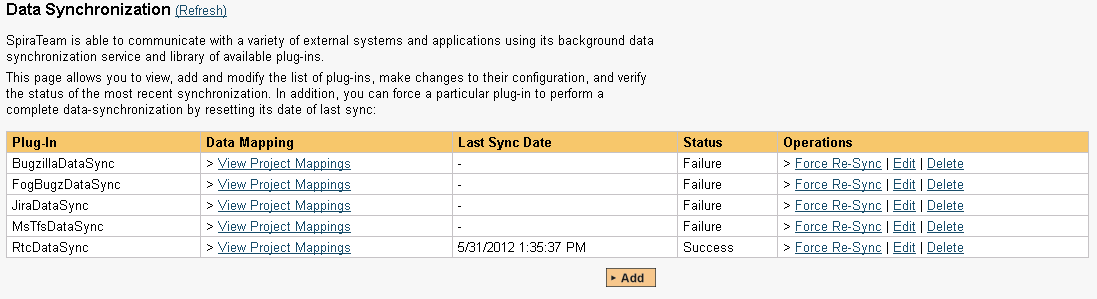 Data Synchronization (Refresh)
SpiraTeam is able to communicate with a variety of external systems and applications using its background data
synchronization service and library of available plug-ins.
This page allows you to view, add and modify the list of plug-ins, make changes to their configuration, and verify
the status of the most recent synchronization. In addition, you can force a particular plug-in to perform a
complete data-synchronization by resetting its date of last sync:
Plug-In Data Mapping Last Sync Date Status Operations
BugzillaDataSync > View Project Mappings - Failure > Force Re-Sync | Edit | Delete
FogBugzDataSync > View Project Mappings - Failure > Force Re-Sync | Edit | Delete
JiraDataSync > View Project Mappings - Failure > Force Re-Sync | Edit | Delete
MsTfsDataSync > View Project Mappings - Failure > Force Re-Sync | Edit | Delete
RtcDataSync > View Project Mappings 5/31/2012 1:35:37 PM Success > Force Re-Sync | Edit | Delete
Add